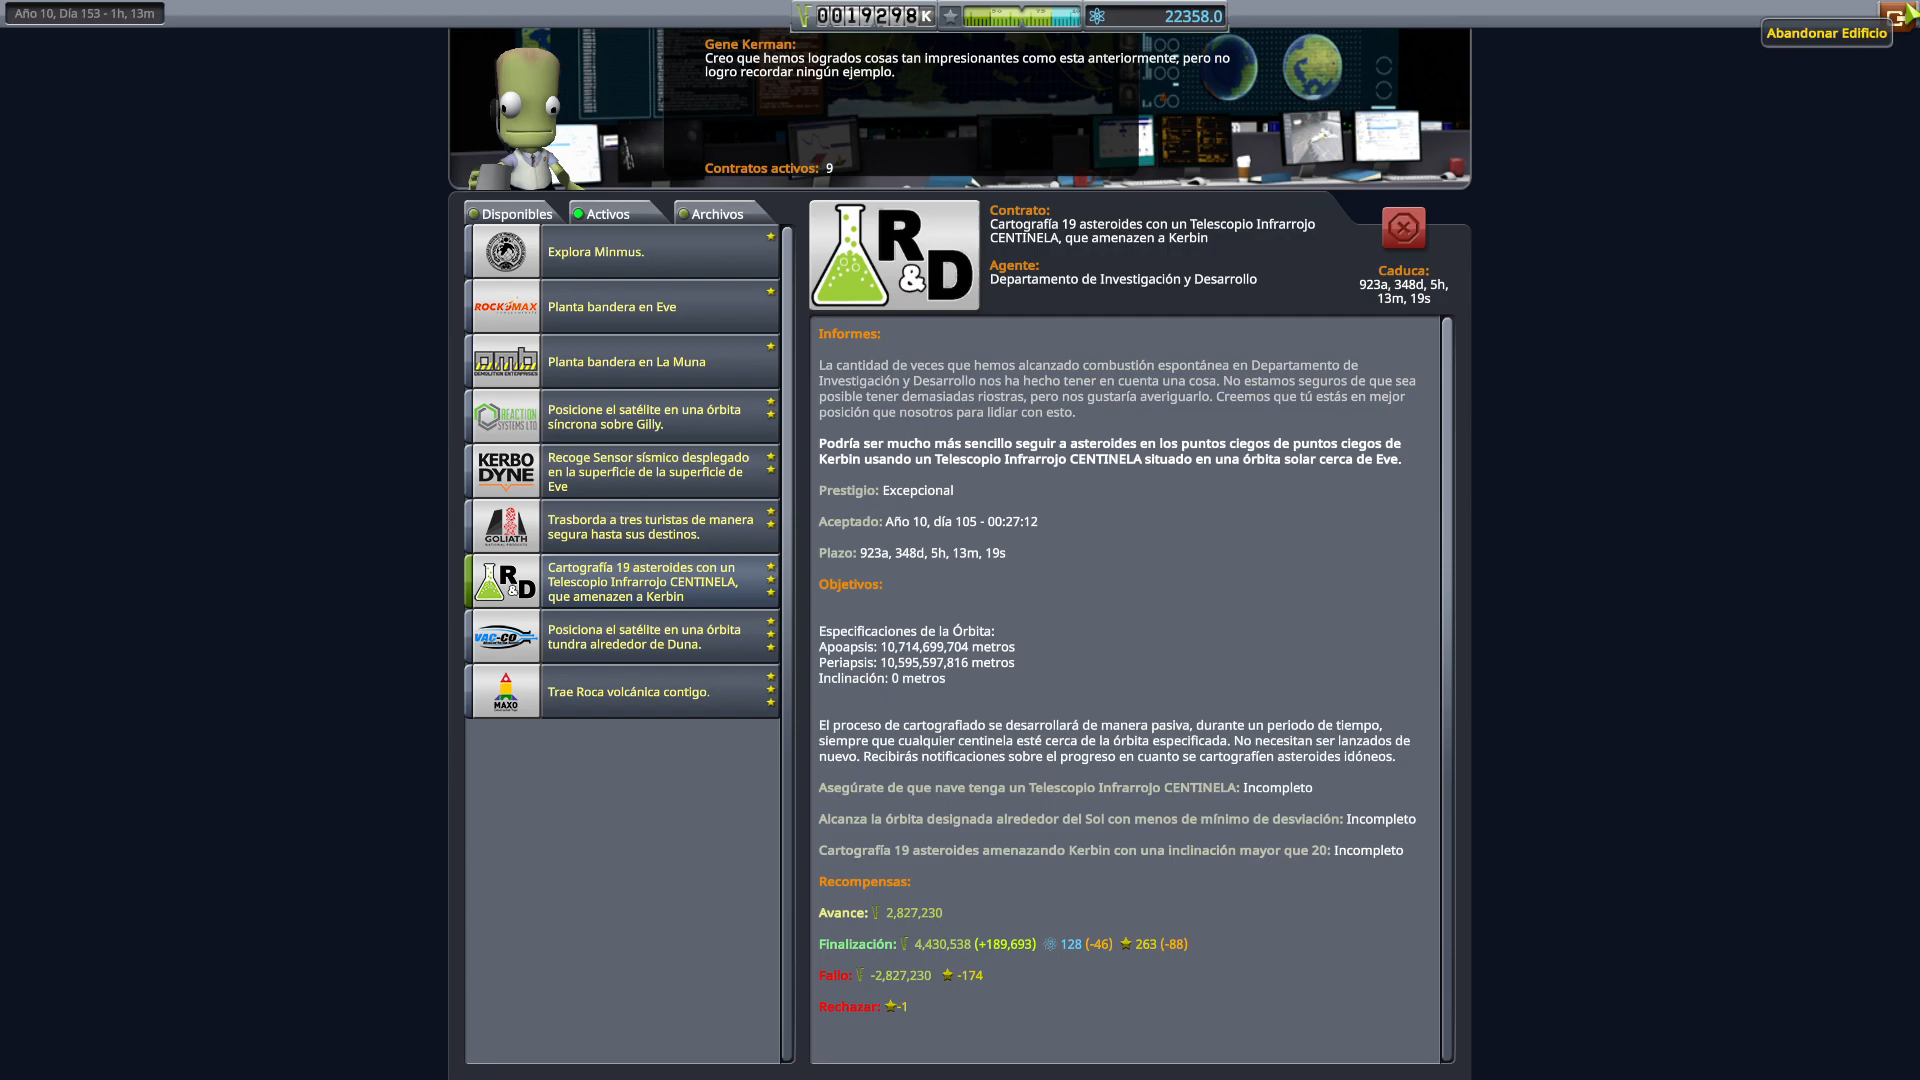 Año 10, Día 153 - 1h, 13m
0019298K
22358.0
Abandonar Edificio
Gene Kerman:
Creo que hemos logrados cosas tan impresionantes como esta anteriormente, pero no
logro recordar ningún ejemplo.
Contratos activos: 9
Disponibles
Activos
Archivos
Explora Minmus.
ROCKOMAX
Planta bandera en Eve
Planta bandera en La Muna
REACTION
SYSTEMS LTD
Posicione el satélite en una órbita
síncrona sobre Gilly.
KERBO
DYNE
Recoge Sensor sísmico desplegado
en la superficie de la superficie de
Eve
GOLIATH
NATIONAL PRODUCTS
Trasborda a tres turistas de manera
segura hasta sus destinos.
R&D
Cartografía 19 asteroides con un
Telescopio Infrarrojo CENTINELA,
que amenazen a Kerbin
VAC-CO
Posiciona el satélite en una órbita
tundra alrededor de Duna.
MAXO
Trae Roca volcánica contigo.
R&D
Contrato:
Cartografía 19 asteroides con un Telescopio Infrarrojo
CENTINELA, que amenazen a Kerbin
Agente:
Departamento de Investigación y Desarrollo
Caduca:
923a, 348d, 5h,
13m, 19s
Informes:
La cantidad de veces que hemos alcanzado combustión espontánea en Departamento de
Investigación y Desarrollo nos ha hecho tener en cuenta una cosa. No estamos seguros de que sea
posible tener demasiadas riostras, pero nos gustaría averiguarlo. Creemos que tú estás en mejor
posición que nosotros para lidiar con esto.
Podría ser mucho más sencillo seguir a asteroides en los puntos ciegos de puntos ciegos de
Kerbin usando un Telescopio Infrarrojo CENTINELA situado en una órbita solar cerca de Eve.
Prestigio: Excepcional
Aceptado: Año 10, día 105 - 00:27:12
Plazo: 923a, 348d, 5h, 13m, 19s
Objetivos:
Especificaciones de la Órbita:
Apoapsis: 10,714,699,704 metros
Periapsis: 10,595,597,816 metros
Inclinación: 0 metros
El proceso de cartografiado se desarrollará de manera pasiva, durante un periodo de tiempo,
siempre que cualquier centinela esté cerca de la órbita especificada. No necesitan ser lanzados de
nuevo. Recibirás notificaciones sobre el progreso en cuanto se cartografíen asteroides idóneos.
Asegúrate de que nave tenga un Telescopio Infrarrojo CENTINELA: Incompleto
Alcanza la órbita designada alrededor del Sol con menos de mínimo de desviación: Incompleto
Cartografía 19 asteroides amenazando Kerbin con una inclinación mayor que 20: Incompleto
Recompensas:
Avance: 2,827,230
Finalización: 4,430,538 (+189,693) 128 (-46) 263 (-88)
Fallo: -2,827,230 -174
Rechazar: -1